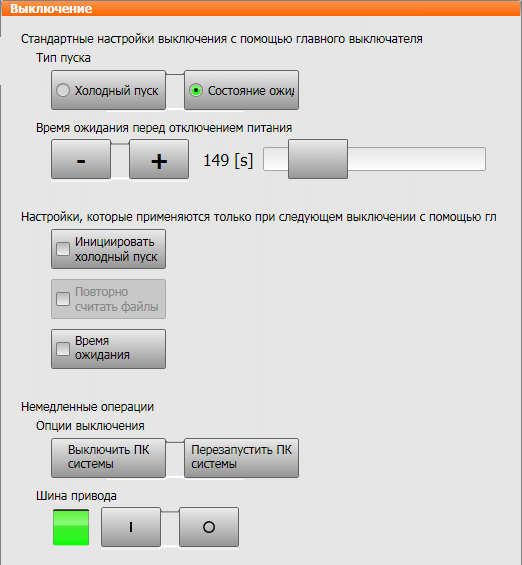 Выключение
Стандартные настройки выключения с помощью главного выключателя
Тип пуска
Холодный пуск
Состояние ожид
Время ожидания перед отключением питания
-
+
149 [s]
Настройки, которые применяются только при следующем выключении с помощью гл
Инициировать
холодный пуск
Повторно
считать файлы
Время
ожидания
Немедленные операции
Опции выключения
Выключить ПК
системы
Перезапустить ПК
системы
Шина привода
I
O